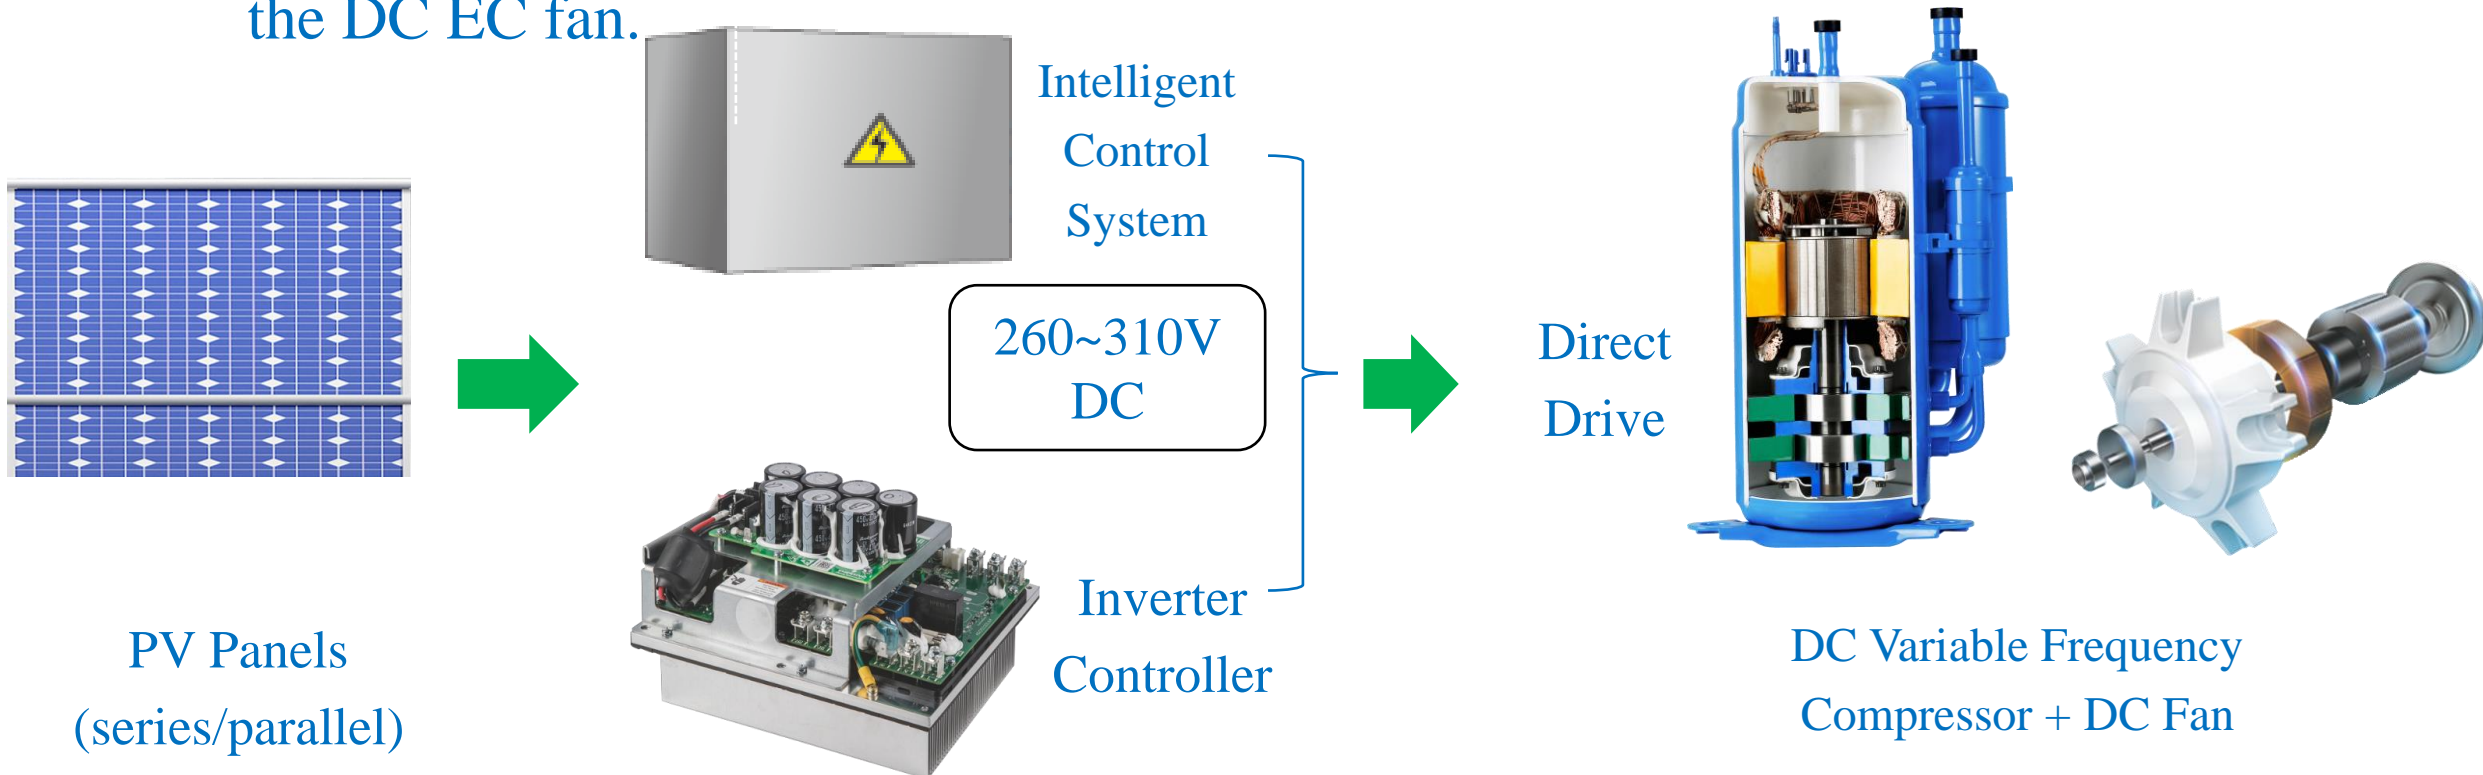 the DC EC fan.
Intelligent
Control
System
260~310V
DC
Inverter
Controller
PV Panels
(series/parallel)
Direct
Drive
DC Variable Frequency
Compressor + DC Fan